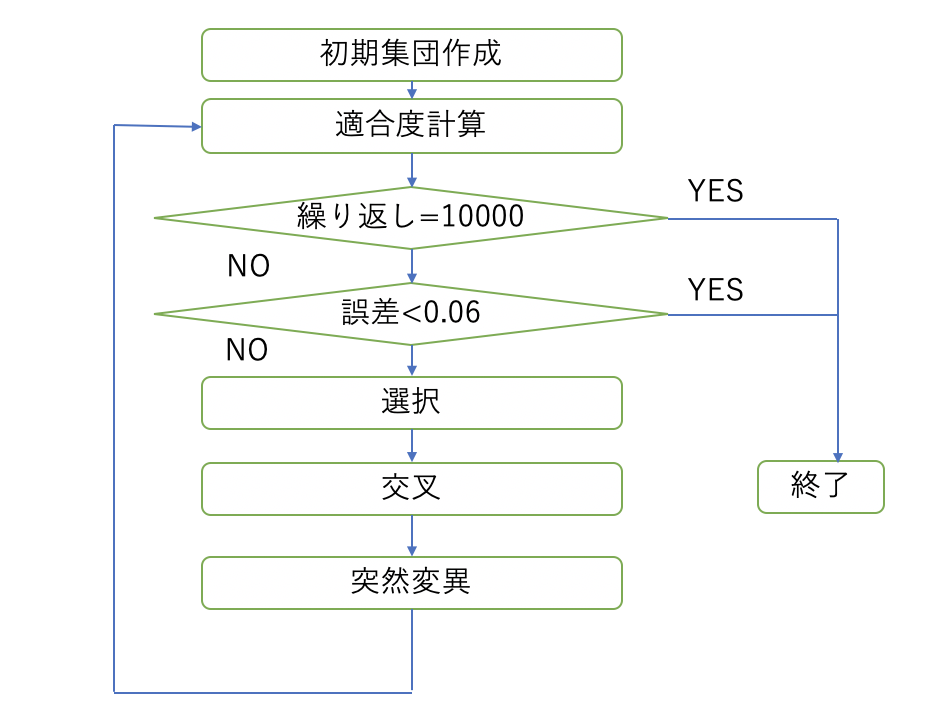 初期集団作成
適合度計算
YES
繰り返し=10000
NO
YES
誤差<0.06
NO
選択
交叉
終了
突然変異